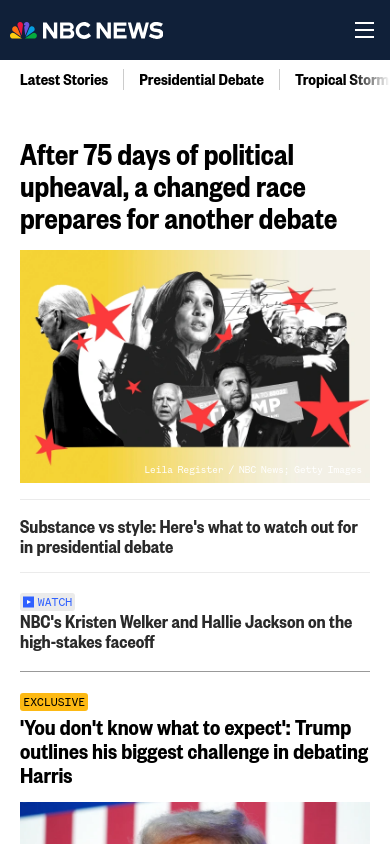 NBC NEWS
Latest Stories
Presidential Debate
Tropical Storm
After 75 days of political
upheaval, a changed race
prepares for another debate
TRUMP
Leila Register / NBC News; Getty Images
Substance vs style: Here's what to watch out for
in presidential debate
WATCH
NBC's Kristen Welker and Hallie Jackson on the
high-stakes faceoff
EXCLUSIVE
'You don't know what to expect': Trump
outlines his biggest challenge in debating
Harris